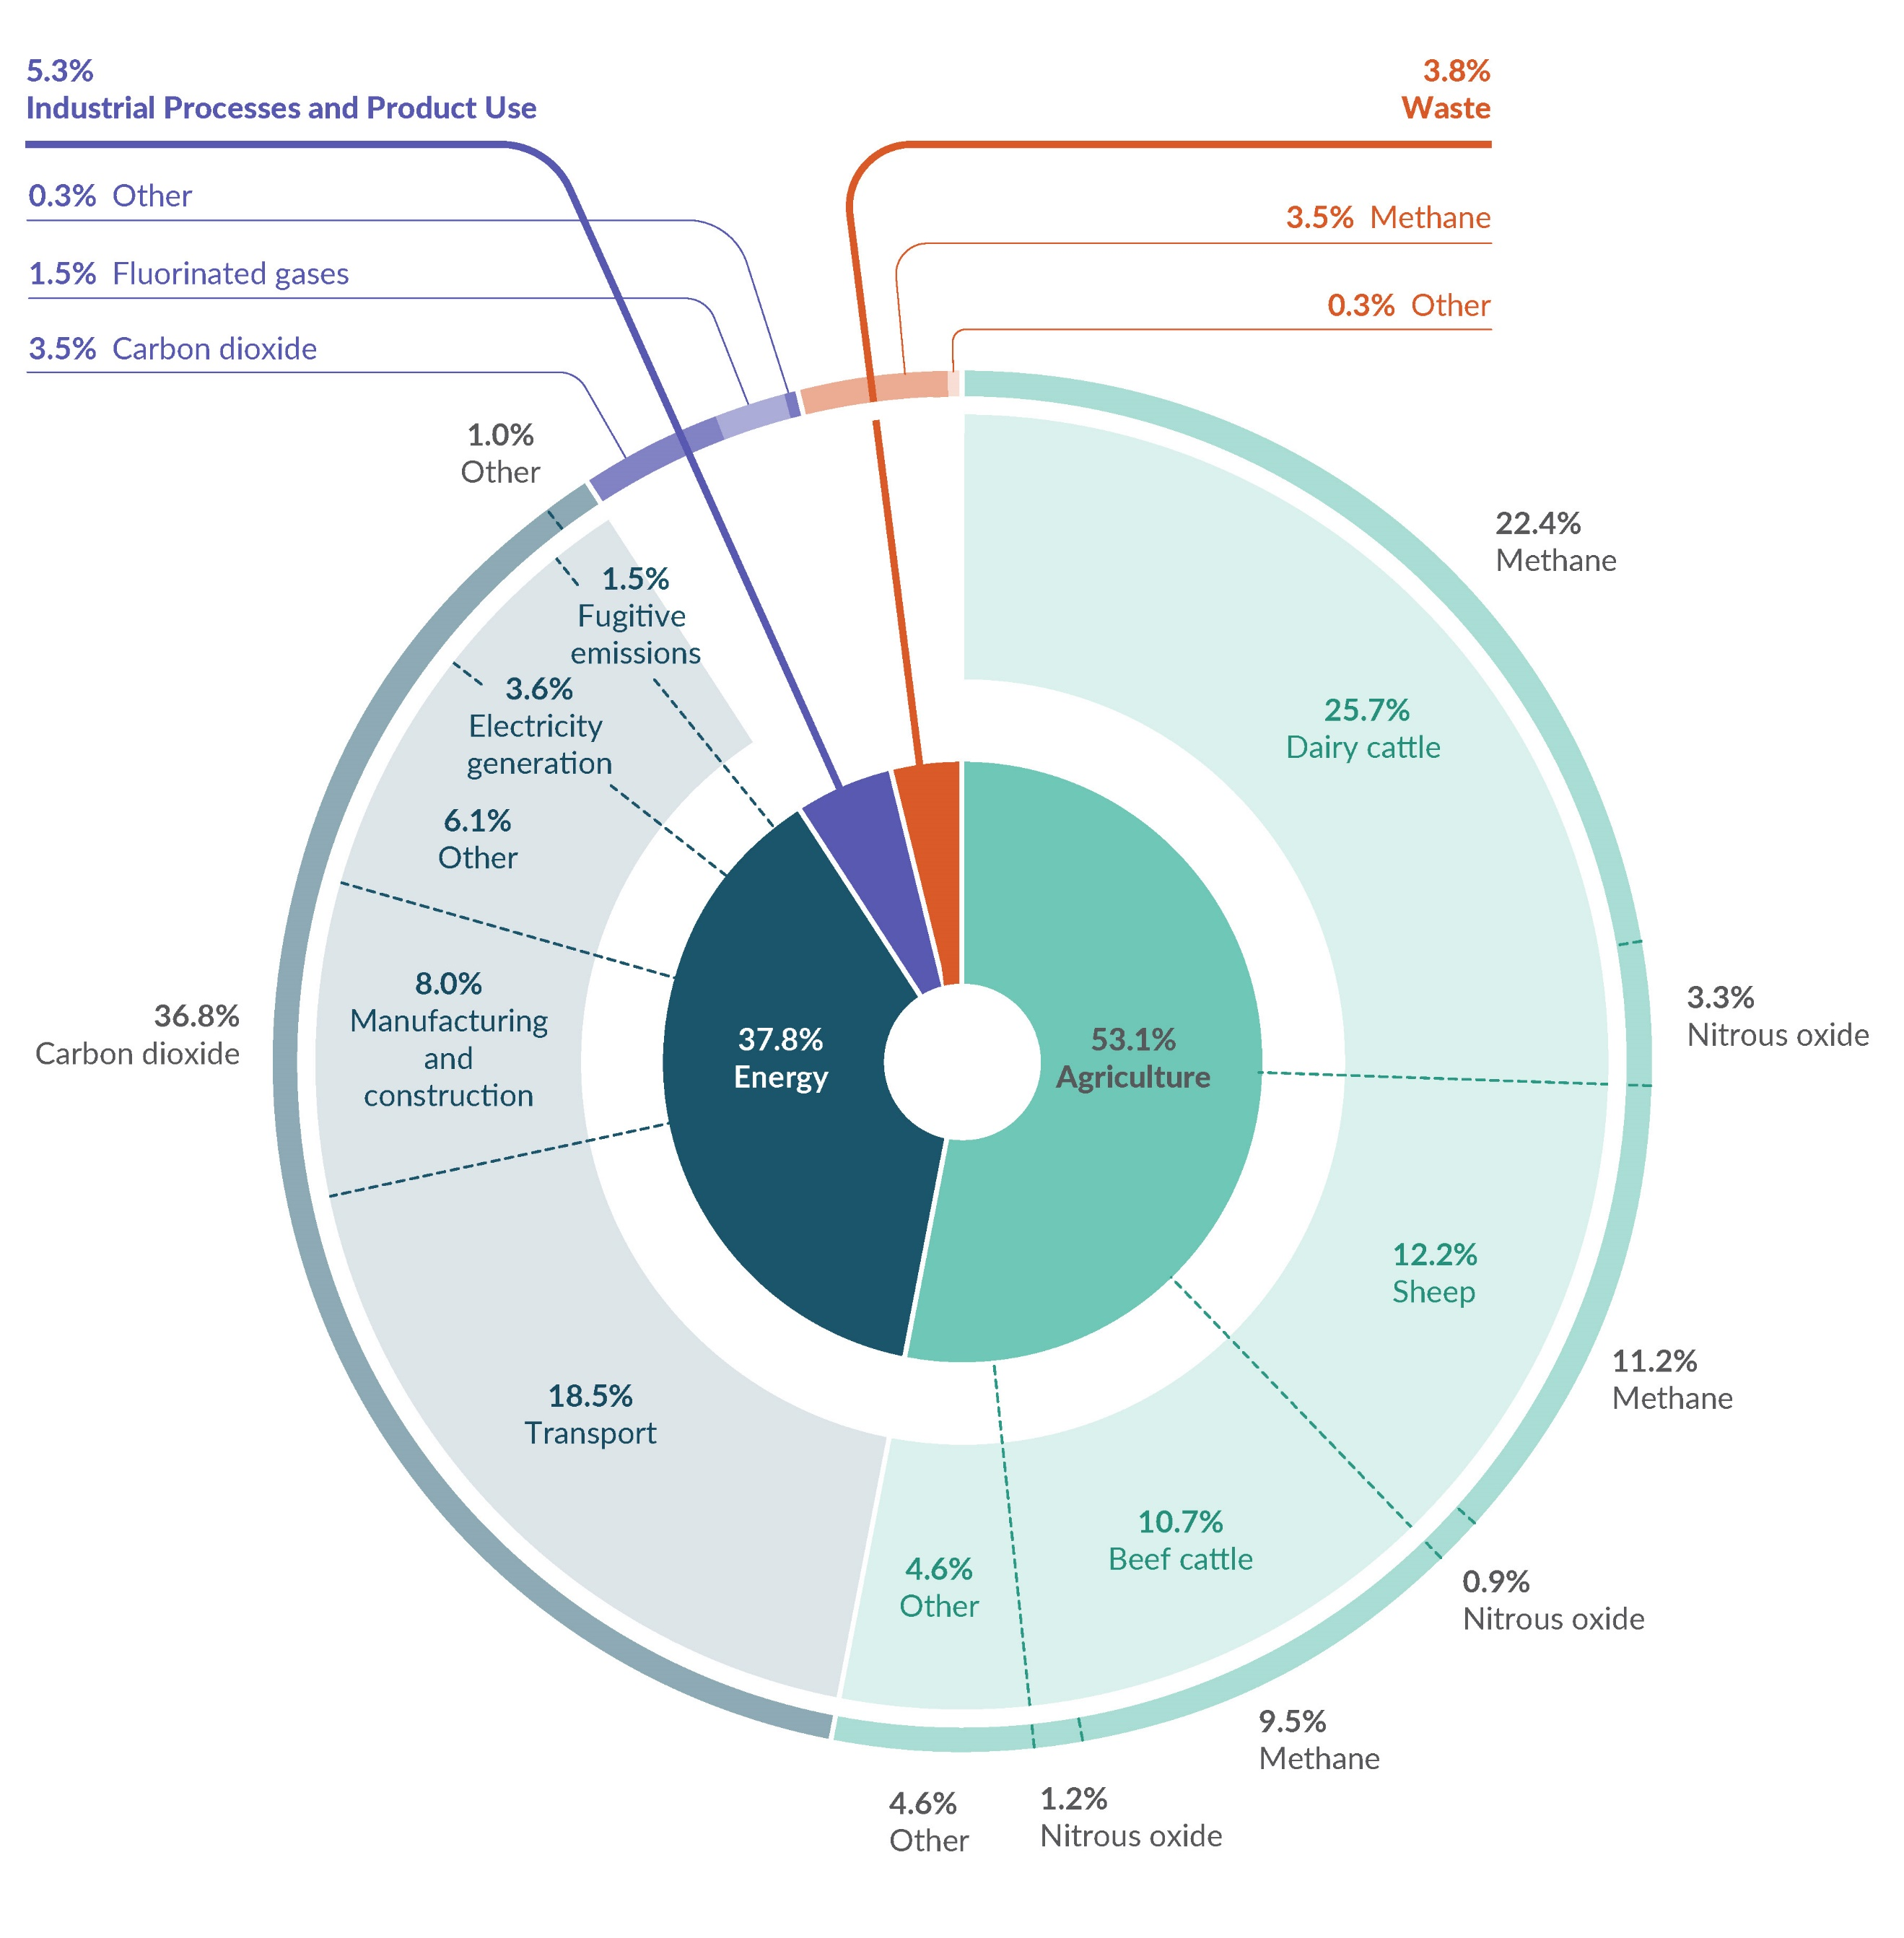 5.3%
Industrial Processes and Product Use
0.3% Other
1.5% Fluorinated gases
3.5% Carbon dioxide
3.8%
Waste
3.5% Methane
0.3% Other
1.0%
Other
22.4%
Methane
1.5%
Fugitive
emissions
3.6%
Electricity
generation
25.7%
Dairy cattle
6.1%
Other
8.0%
Manufacturing
and
construction
36.8%
Carbon dioxide
37.8%
Energy
53.1%
Agriculture
3.3%
Nitrous oxide
12.2%
Sheep
11.2%
Methane
18.5%
Transport
10.7%
Beef cattle
4.6%
Other
0.9%
Nitrous oxide
9.5%
Methane
1.2%
Nitrous oxide
4.6%
Other